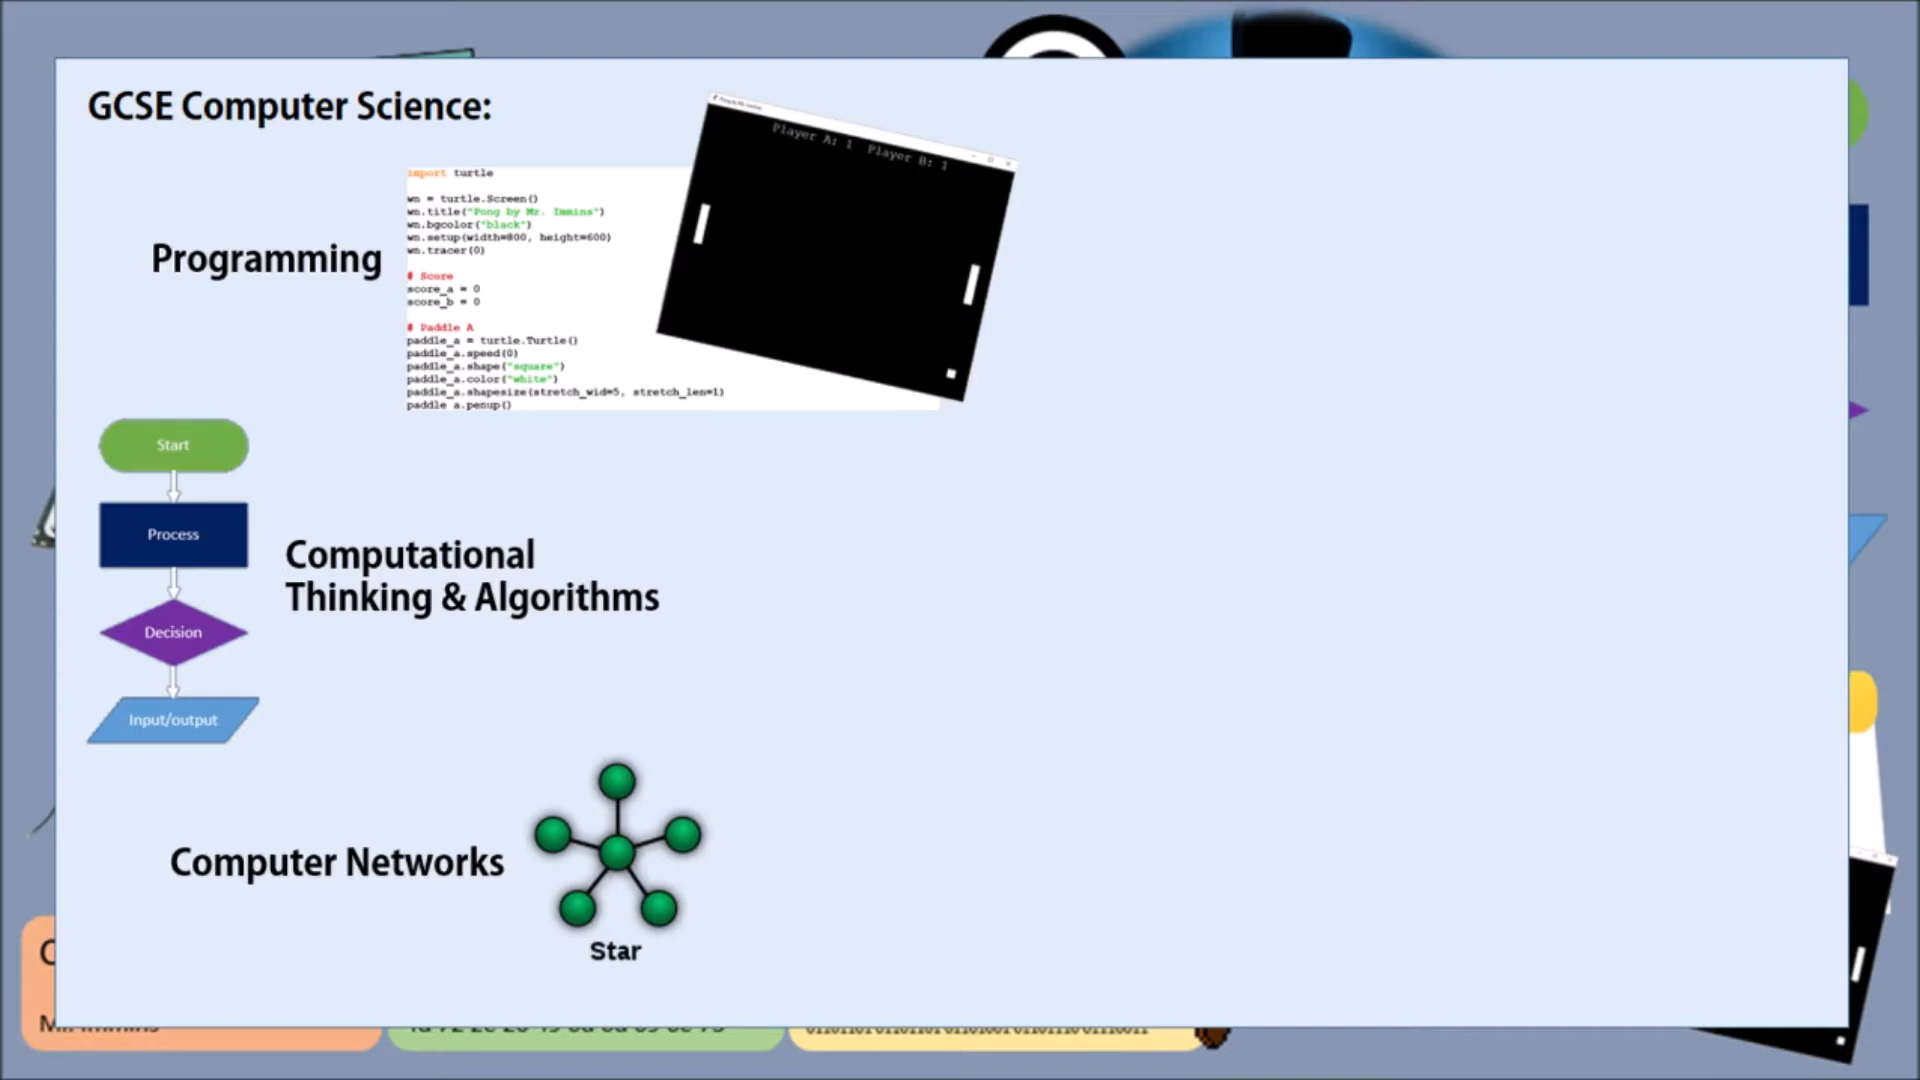 GCSE Computer Science:
Player A: 1 Player B: 1
import turtle
wn = turtle.Screen()
wn.title("Pong by Mr. Immins")
wn.bgcolor("black")
wn.setup(width=800, height=600)
wn.tracer(0)
# Score
score_a = 0
score_b = 0
# Paddle A
paddle_a = turtle.Turtle()
paddle_a.speed(0)
paddle_a.shape("square")
paddle_a.color("white")
paddle_a.shapesize(stretch_wid=5, stretch_len=1)
paddle_a.penup()
Programming
Start
Process
Decision
Input/output
Computational
Thinking & Algorithms
Computer Networks
Star